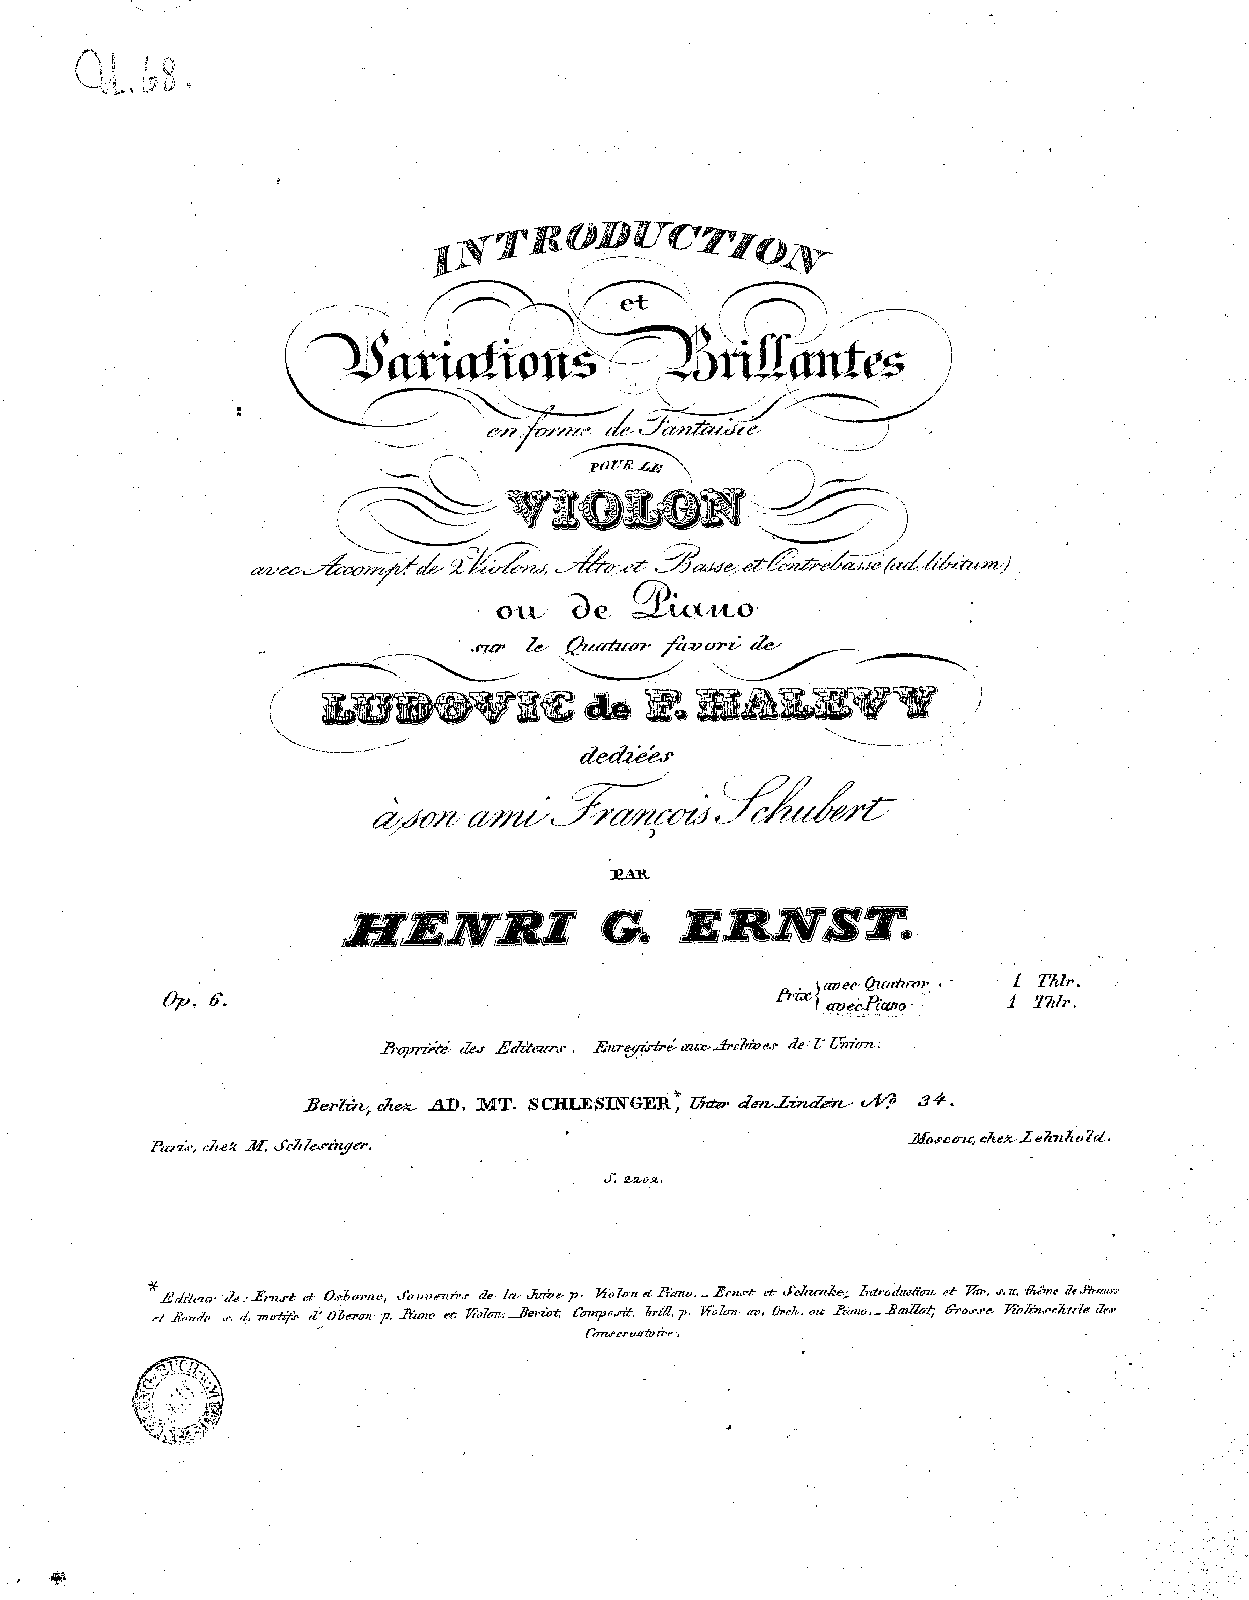 68.
INTRODUCTION
et
Variations Brillantes
en forme de Fantaisie
POUR LE
VIOLON
avec Accompt de 2 Violons, Alto, et Basse, et Contrebasse (ad libitum)
ou de Piano
sur le Quatuor favori de
LUDOVIC de F. HALEVY
dediées
à son ami François Schubert
PAR
HENRI G. ERNST.
Op. 6.
Prix avec Quatuor. 1 Thlr.
avec Piano 1 Thlr.
Propriété des Editeurs. Enregistré aux Archives de l'Union.
Berlin, chez AD. MT. SCHLESINGER*, Unter den Linden No. 34.
Paris, chez M. Schlesinger.
Moscou, chez Lehnhold.
S. 2202.
* Editeur de: Ernst et Osborne, Souvenirs de la Juive p. Violon et Piano. _ Ernst et Schunke, Introduction et Var. s. u. thême de Strauss
et Rondo s. d. motifs d'Oberon p. Piano et Violon. _ Beriot, Composit. brill. p. Violon av. Orch. ou Piano. _ Baillot, Grosse Violinschule des
Conservatoire.